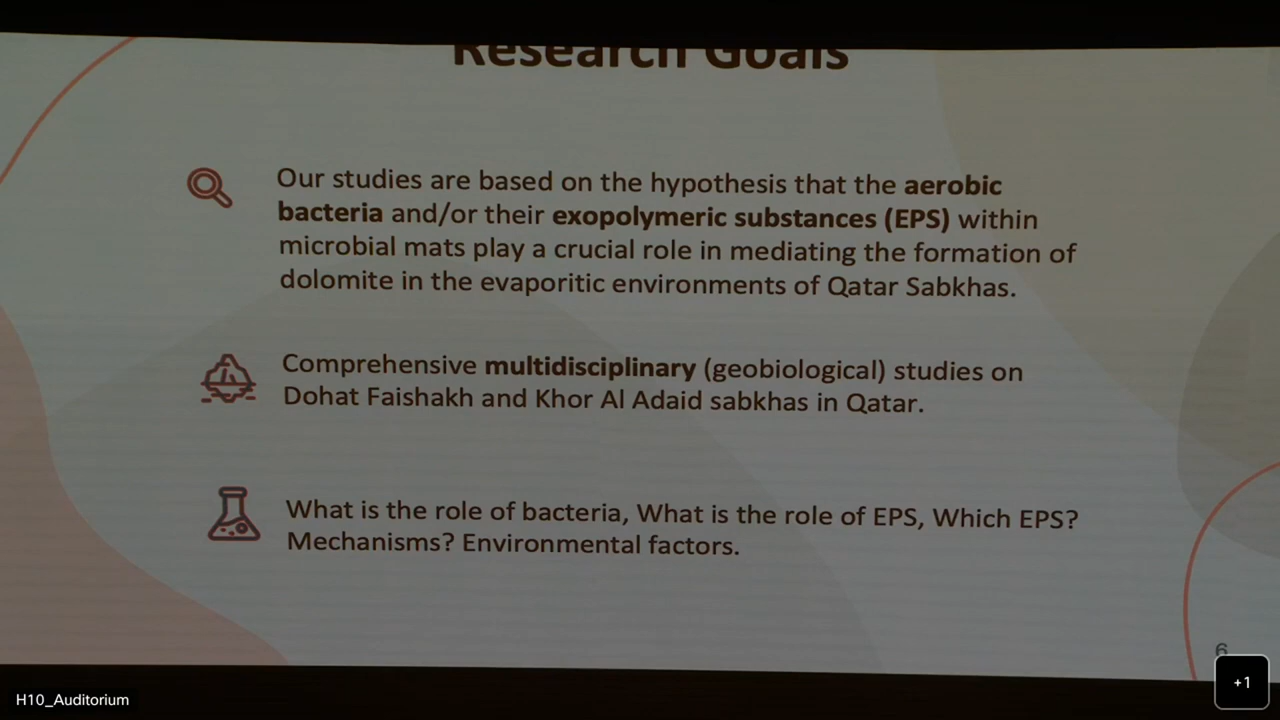 Research Goals
Our studies are based on the hypothesis that the aerobic
bacteria and/or their exopolymeric substances (EPS) within
microbial mats play a crucial role in mediating the formation of
dolomite in the evaporitic environments of Qatar Sabkhas.
Comprehensive multidisciplinary (geobiological) studies on
Dohat Faishakh and Khor Al Adaid sabkhas in Qatar.
What is the role of bacteria, What is the role of EPS, Which EPS?
Mechanisms? Environmental factors.
6
+1
H10_Auditorium